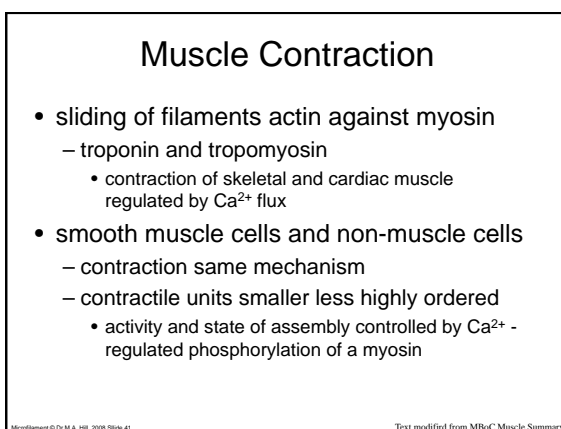 Muscle Contraction
• sliding of filaments actin against myosin
– troponin and tropomyosin
• contraction of skeletal and cardiac muscle
regulated by Ca²⁺ flux
• smooth muscle cells and non-muscle cells
– contraction same mechanism
– contractile units smaller less highly ordered
• activity and state of assembly controlled by Ca²⁺ -
regulated phosphorylation of a myosin
Microfilament © Dr M.A. Hill, 2008 Slide 41
Text modifird from MBoC Muscle Summary